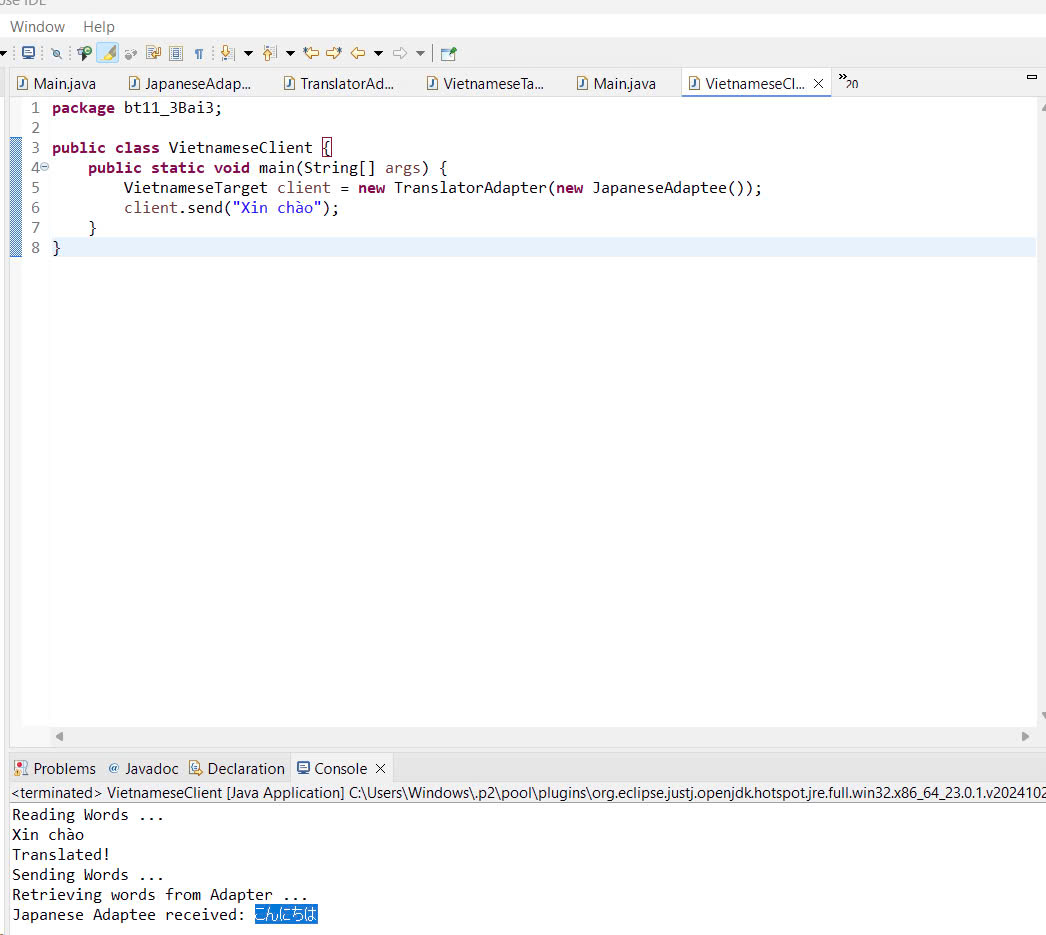 Window Help
Main.java JapaneseAdap... TranslatorAd... VietnameseTa... Main.java VietnameseCl... »20
1 package bt11_3Bai3;
2
3 public class VietnameseClient {
4 public static void main(String[] args) {
5 VietnameseTarget client = new TranslatorAdapter(new JapaneseAdaptee());
6 client.send("Xin chào");
7 }
8 }
Problems @ Javadoc Declaration Console
<terminated> VietnameseClient [Java Application] C:\Users\Windows\.p2\pool\plugins\org.eclipse.justj.openjdk.hotspot.jre.full.win32.x86_64_23.0.1.v2024102
Reading Words ...
Xin chào
Translated!
Sending Words ...
Retrieving words from Adapter ...
Japanese Adaptee received: こんにちは